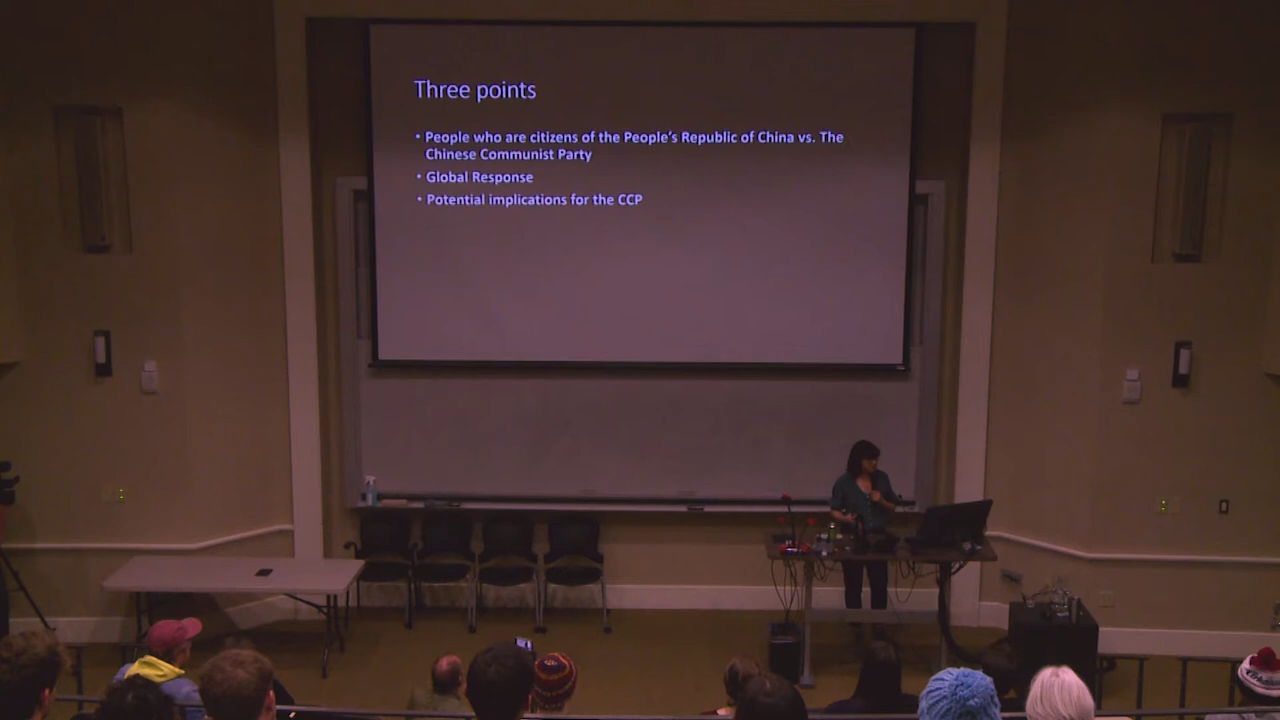 Three points
• People who are citizens of the People's Republic of China vs. The
Chinese Communist Party
• Global Response
• Potential implications for the CCP